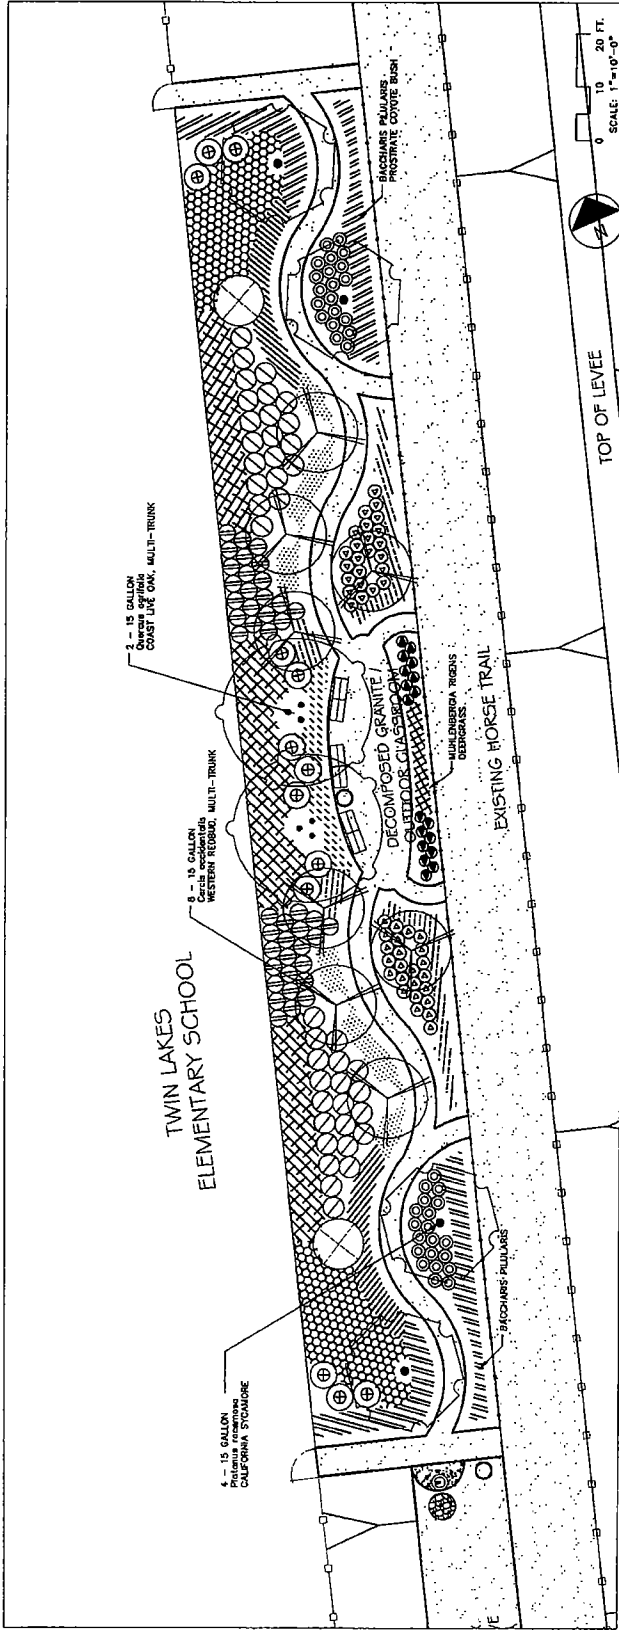 TWIN LAKES
ELEMENTARY SCHOOL
4 - 15 GALLON
Platanus racemosa
CALIFORNIA SYCAMORE
8 - 15 GALLON
Cercis occidentalis
WESTERN REDBUD, MULTI-TRUNK
2 - 15 GALLON
Quercus agrifolia
COAST LIVE OAK, MULTI-TRUNK
BACCHARIS PILULARIS
PROSTRATE COYOTE BUSH
DECOMPOSED GRANITE
OUTDOOR CLASSROOM
MUHLENBERGIA RIGENS
DEERGRASS
BACCHARIS PILULARIS
EXISTING HORSE TRAIL
TOP OF LEVEE
N
0 10 20 FT.
SCALE: 1"=10'-0"